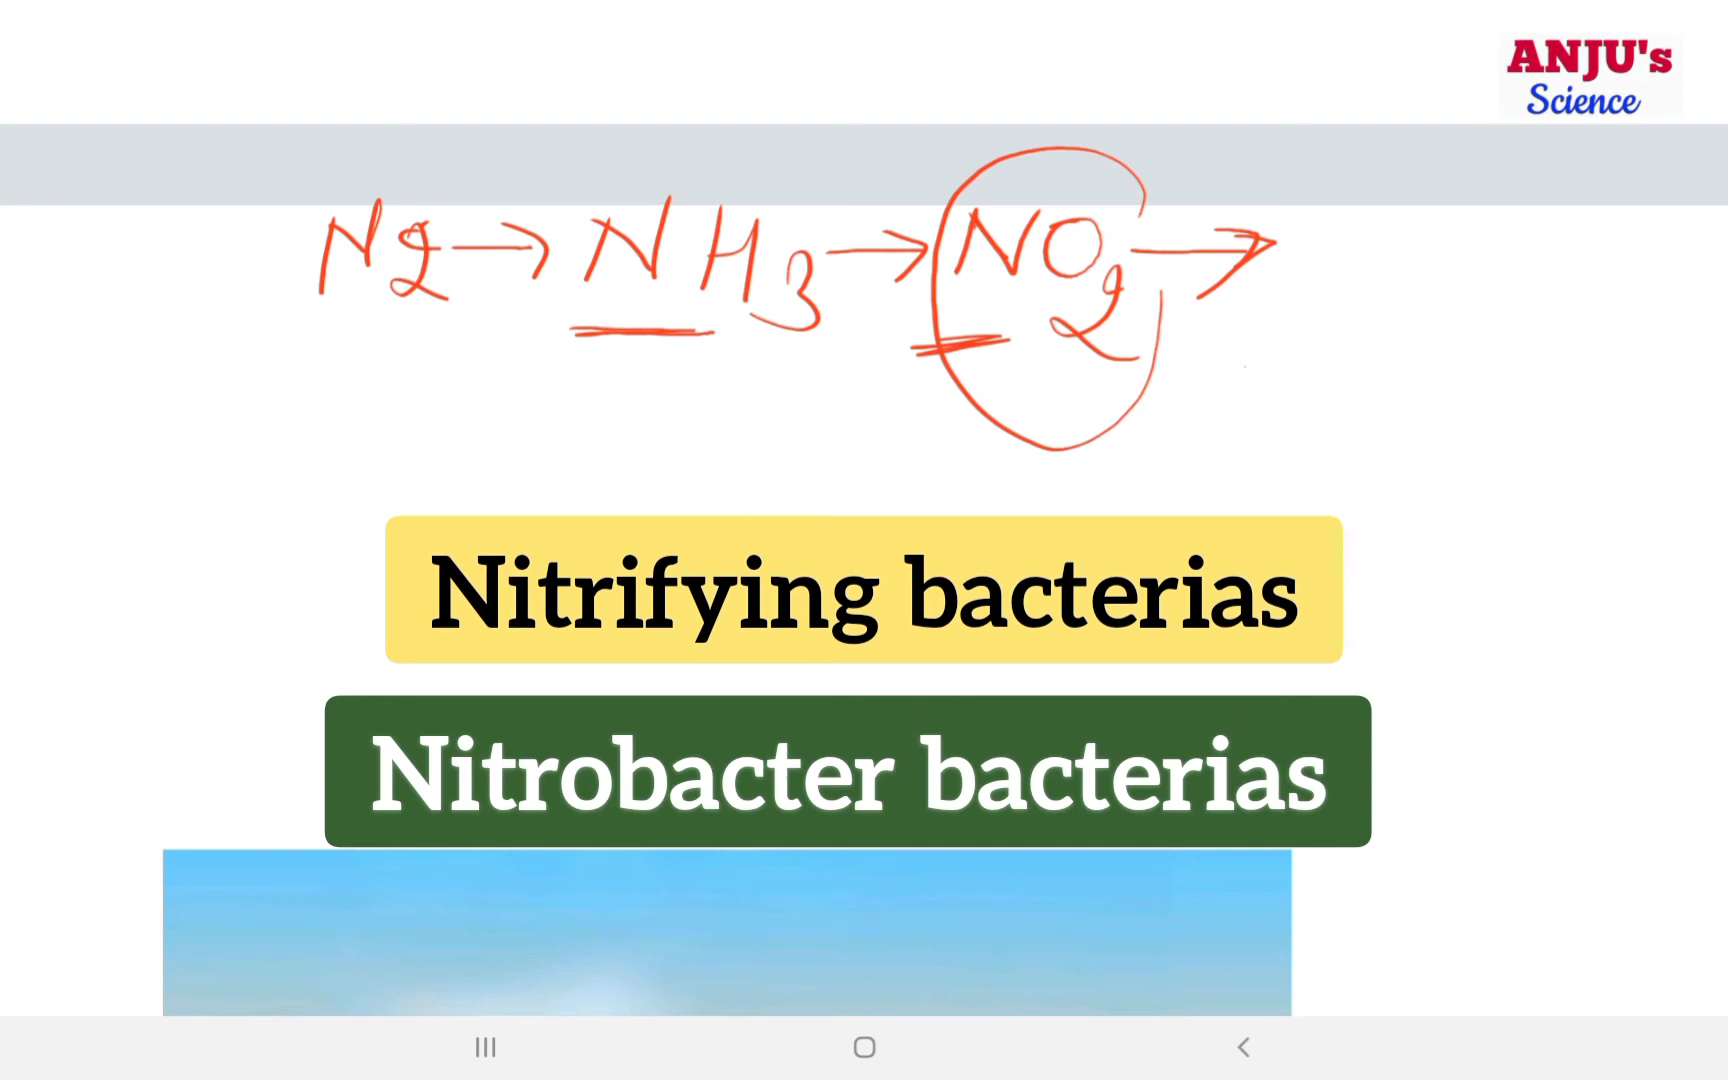 ANJU's
Science
N2 → NH3 → NO2 →
Nitrifying bacterias
Nitrobacter bacterias